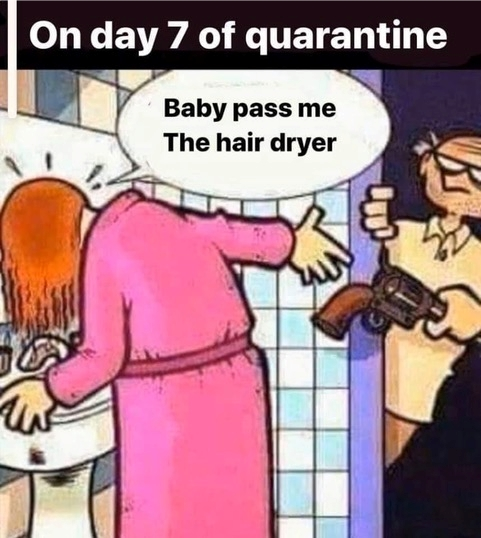 On day 7 of quarantine
Baby pass me
The hair dryer